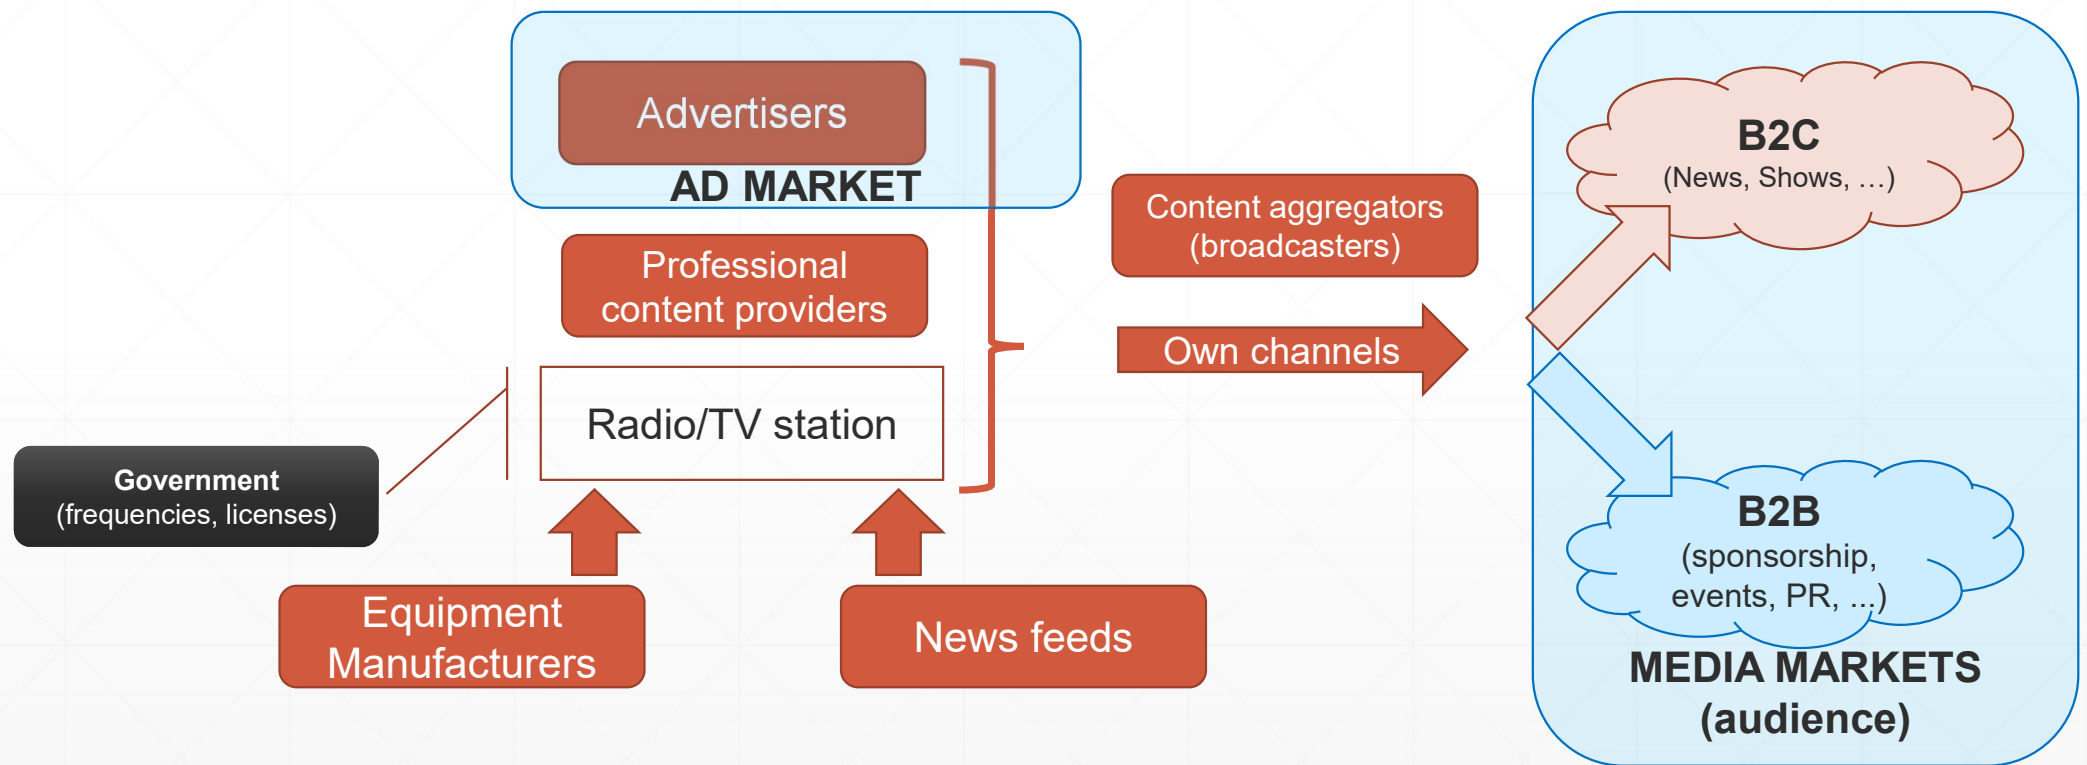 Advertisers
AD MARKET
Professional
content providers
Radio/TV station
Government
(frequencies, licenses)
Equipment
Manufacturers
News feeds
Content aggregators
(broadcasters)
Own channels
B2C
(News, Shows, …)
B2B
(sponsorship,
events, PR, ...)
MEDIA MARKETS
(audience)